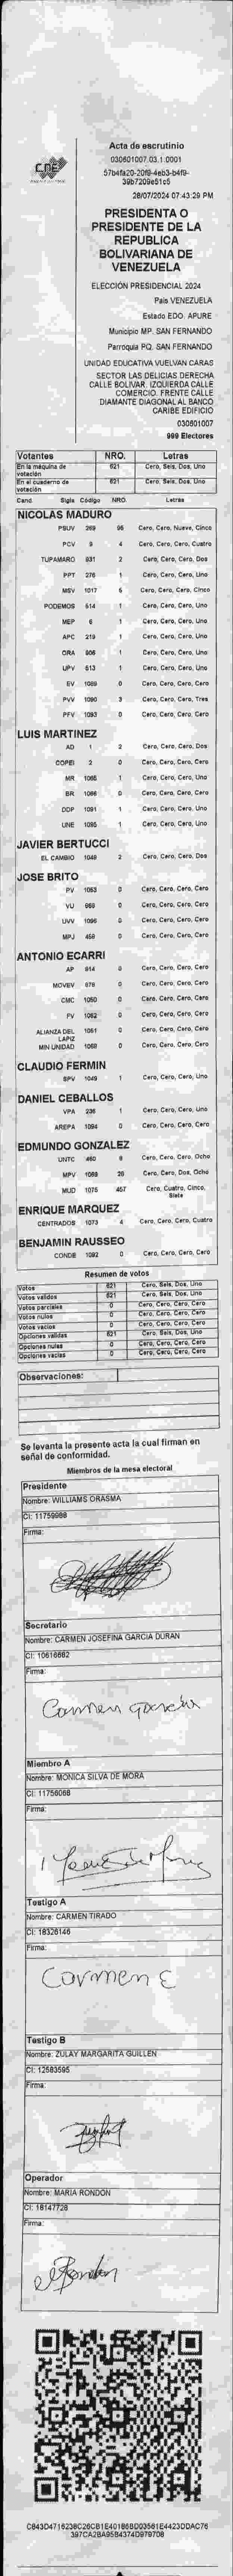 CNE
Acta de escrutinio
030601007.03.1.0001
57b4fa20-20f9-4eb3-b4f9-
39b7209e51c5
28/07/2024 07:43:29 PM
PRESIDENTA O
PRESIDENTE DE LA
REPUBLICA
BOLIVARIANA DE
VENEZUELA
ELECCIÓN PRESIDENCIAL 2024
País VENEZUELA
Estado EDO. APURE
Municipio MP. SAN FERNANDO
Parroquia PQ. SAN FERNANDO
UNIDAD EDUCATIVA VUELVAN CARAS
SECTOR LAS DELICIAS DERECHA
CALLE BOLIVAR. IZQUIERDA CALLE
COMERCIO. FRENTE CALLE
DIAMANTE DIAGONAL AL BANCO
CARIBE EDIFICIO
030601007
999 Electores
Votantes NRO. Letras
En la máquina de votación 621 Cero, Seis, Dos, Uno
En el cuaderno de votación 621 Cero, Seis, Dos, Uno
Cand. Sigla Código NRO. Letras
NICOLAS MADURO
PSUV 269 95 Cero, Cero, Nueve, Cinco
PCV 9 4 Cero, Cero, Cero, Cuatro
TUPAMARO 931 2 Cero, Cero, Cero, Dos
PPT 276 1 Cero, Cero, Cero, Uno
MSV 1017 5 Cero, Cero, Cero, Cinco
PODEMOS 514 1 Cero, Cero, Cero, Uno
MEP 6 1 Cero, Cero, Cero, Uno
APC 219 1 Cero, Cero, Cero, Uno
ORA 906 1 Cero, Cero, Cero, Uno
UPV 613 1 Cero, Cero, Cero, Uno
EV 1089 0 Cero, Cero, Cero, Cero
PVV 1090 3 Cero, Cero, Cero, Tres
PFV 1093 0 Cero, Cero, Cero, Cero
LUIS MARTINEZ
AD 1 2 Cero, Cero, Cero, Dos
COPEI 2 0 Cero, Cero, Cero, Cero
MR 1065 1 Cero, Cero, Cero, Uno
BR 1066 0 Cero, Cero, Cero, Cero
DDP 1091 1 Cero, Cero, Cero, Uno
UNE 1095 1 Cero, Cero, Cero, Uno
JAVIER BERTUCCI
EL CAMBIO 1048 2 Cero, Cero, Cero, Dos
JOSE BRITO
PV 1053 0 Cero, Cero, Cero, Cero
VU 968 0 Cero, Cero, Cero, Cero
UVV 1096 0 Cero, Cero, Cero, Cero
MPJ 458 0 Cero, Cero, Cero, Cero
ANTONIO ECARRI
AP 914 0 Cero, Cero, Cero, Cero
MOVEV 878 0 Cero, Cero, Cero, Cero
CMC 1050 0 Cero, Cero, Cero, Cero
FV 1052 0 Cero, Cero, Cero, Cero
ALIANZA DEL LAPIZ 1061 0 Cero, Cero, Cero, Cero
MIN UNIDAD 1068 0 Cero, Cero, Cero, Cero
CLAUDIO FERMIN
SPV 1049 1 Cero, Cero, Cero, Uno
DANIEL CEBALLOS
VPA 236 1 Cero, Cero, Cero, Uno
AREPA 1094 0 Cero, Cero, Cero, Cero
EDMUNDO GONZALEZ
UNTC 460 8 Cero, Cero, Cero, Ocho
MPV 1069 28 Cero, Cero, Dos, Ocho
MUD 1075 457 Cero, Cuatro, Cinco, Siete
ENRIQUE MARQUEZ
CENTRADOS 1073 4 Cero, Cero, Cero, Cuatro
BENJAMIN RAUSSEO
CONDE 1092 0 Cero, Cero, Cero, Cero
Resumen de votos
Votos 621 Cero, Seis, Dos, Uno
Votos validos 621 Cero, Seis, Dos, Uno
Votos parciales 0 Cero, Cero, Cero, Cero
Votos nulos 0 Cero, Cero, Cero, Cero
Votos vacios 0 Cero, Cero, Cero, Cero
Opciones validas 621 Cero, Seis, Dos, Uno
Opciones nulas 0 Cero, Cero, Cero, Cero
Opciones vacias 0 Cero, Cero, Cero, Cero
Observaciones:
Se levanta la presente acta la cual firman en
señal de conformidad.
Miembros de la mesa electoral
Presidente
Nombre: WILLIAMS ORASMA
CI: 11759988
Firma:
Secretario
Nombre: CARMEN JOSEFINA GARCIA DURAN
CI: 10616682
Firma:
Carmen García
Miembro A
Nombre: MONICA SILVA DE MORA
CI: 11756068
Firma:
Testigo A
Nombre: CARMEN TIRADO
CI: 18326146
Firma:
Carmen E
Testigo B
Nombre: ZULAY MARGARITA GUILLEN
CI: 12583595
Firma:
Operador
Nombre: MARIA RONDON
CI: 18147728
Firma:
Rondon
C843D4715238C26CB1E40186BD03561E4423DDAC76
397CA2BA95B4374D979708